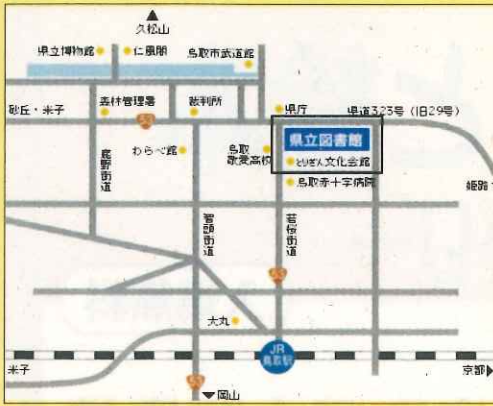 久松山
県立博物館
仁風閣
鳥取市武道館
砂丘・米子
森林管理署
裁判所
県庁
県道323号（旧29号）
53
わらべ館
鳥取
敬愛高校
県立図書館
とりぎん文化会館
鳥取赤十字病院
姫路
鹿野街道
智頭街道
若桜街道
53
大丸
JR
鳥取駅
米子
53
岡山
京都